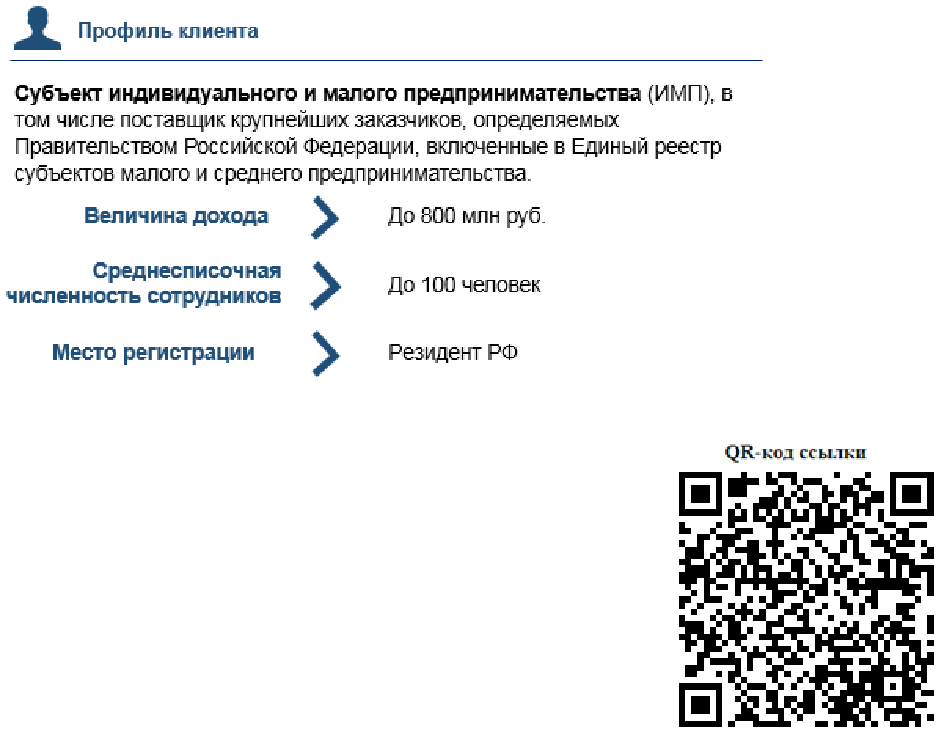 Профиль клиента
Субъект индивидуального и малого предпринимательства (ИМП), в
том числе поставщик крупнейших заказчиков, определяемых
Правительством Российской Федерации, включенные в Единый реестр
субъектов малого и среднего предпринимательства.
Величина дохода До 800 млн руб.
Среднесписочная
численность сотрудников До 100 человек
Место регистрации Резидент РФ
QR-код ссылки